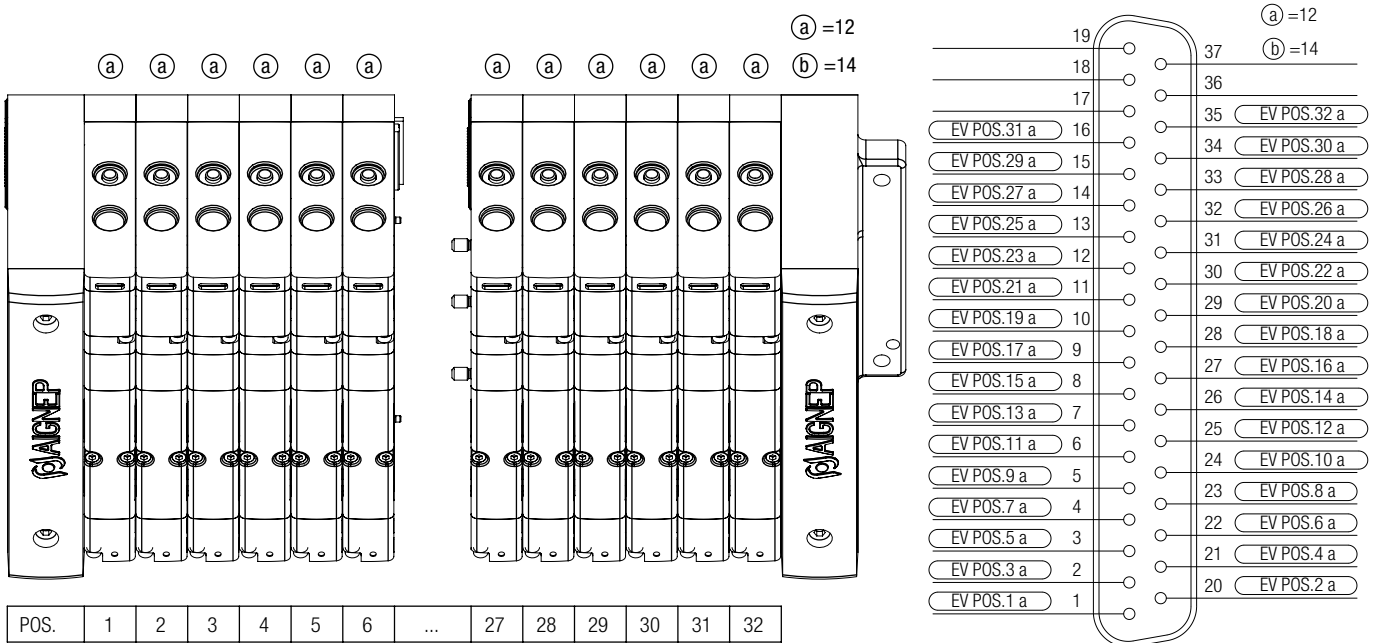 ⓐ =12
ⓐ ⓐ ⓐ ⓐ ⓐ ⓐ ⓐ ⓐ ⓐ ⓐ ⓐ ⓐ ⓑ =14
AIGNEP AIGNEP
POS. 1 2 3 4 5 6 ... 27 28 29 30 31 32
ⓐ =12
ⓑ =14
19
37
18
36
17
35 EV POS.32 a
EV POS.31 a 16
34 EV POS.30 a
EV POS.29 a 15
33 EV POS.28 a
EV POS.27 a 14
32 EV POS.26 a
EV POS.25 a 13
31 EV POS.24 a
EV POS.23 a 12
30 EV POS.22 a
EV POS.21 a 11
29 EV POS.20 a
EV POS.19 a 10
28 EV POS.18 a
EV POS.17 a 9
27 EV POS.16 a
EV POS.15 a 8
26 EV POS.14 a
EV POS.13 a 7
25 EV POS.12 a
EV POS.11 a 6
24 EV POS.10 a
EV POS.9 a 5
23 EV POS.8 a
EV POS.7 a 4
22 EV POS.6 a
EV POS.5 a 3
21 EV POS.4 a
EV POS.3 a 2
20 EV POS.2 a
EV POS.1 a 1